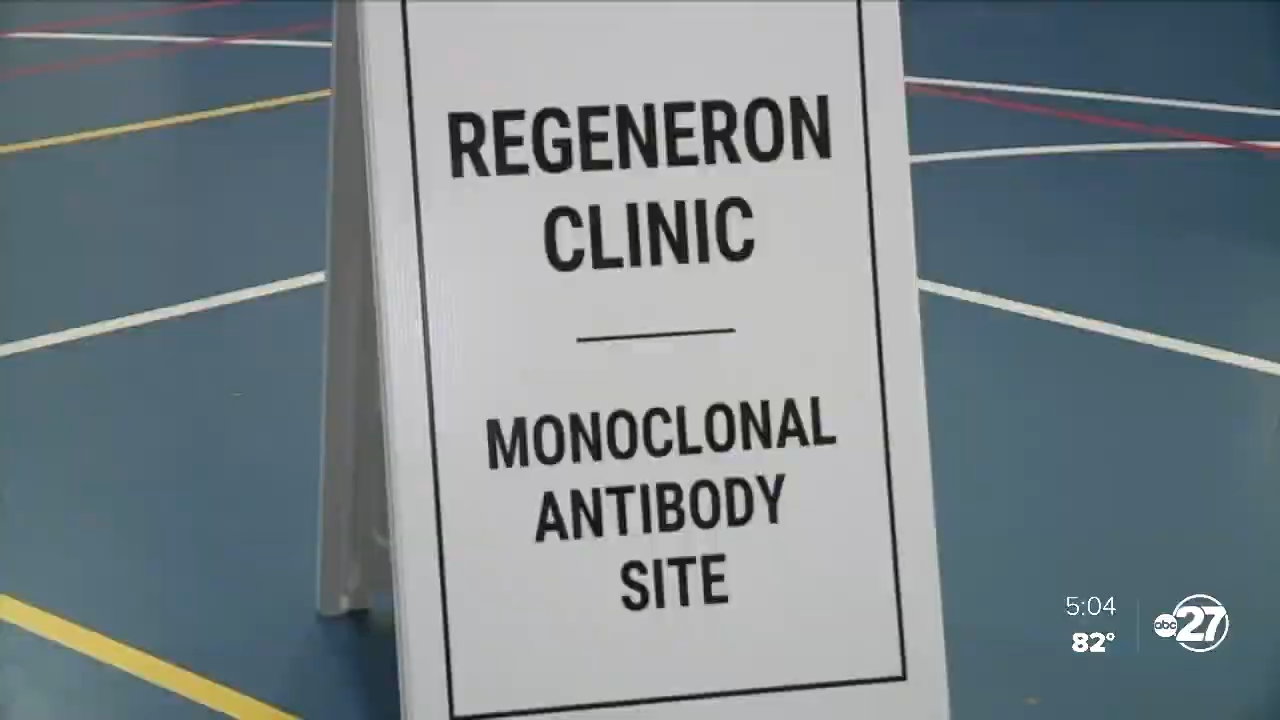 REGENERON
CLINIC
MONOCLONAL
ANTIBODY
SITE
5:04
82°
abc 27